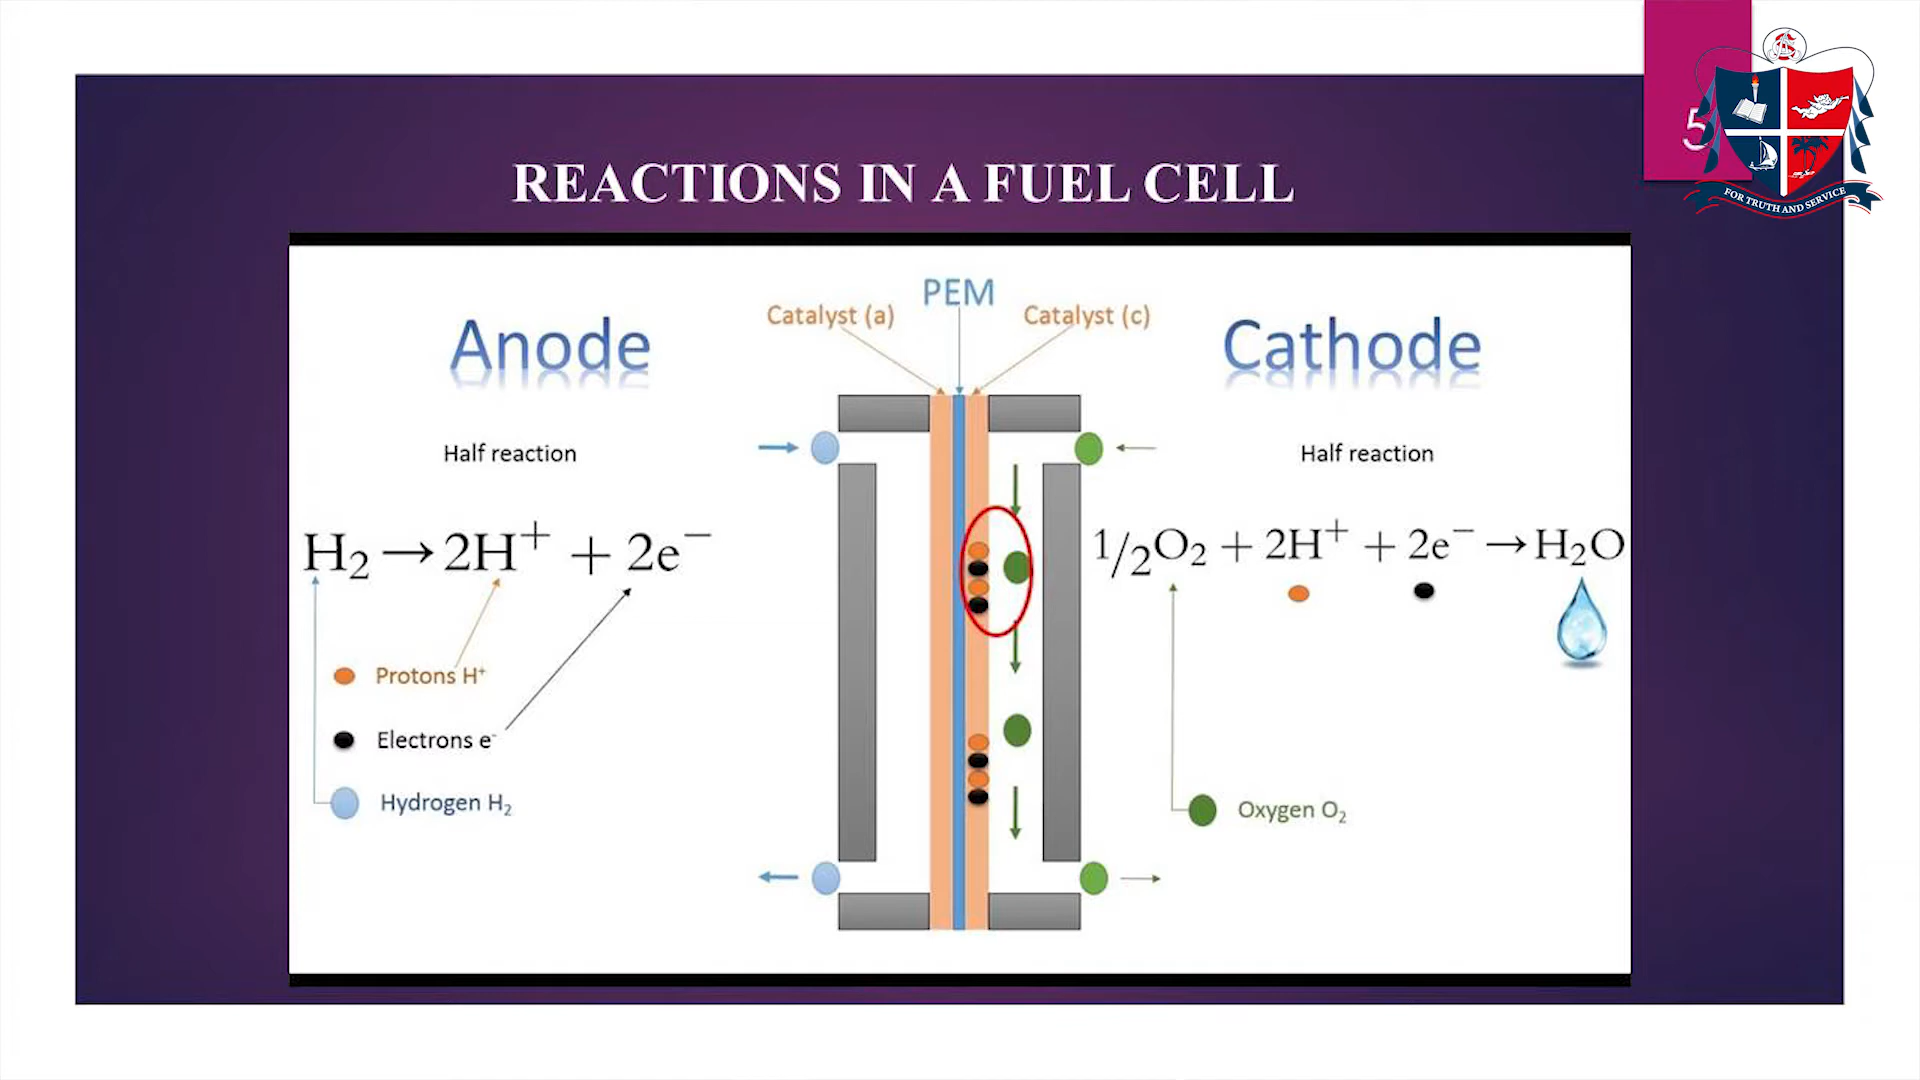 5
FOR TRUTH AND SERVICE
REACTIONS IN A FUEL CELL
PEM
Catalyst (a)
Catalyst (c)
Anode
Cathode
Half reaction
Half reaction
H₂ → 2H⁺ + 2e⁻
1/2O₂ + 2H⁺ + 2e⁻ → H₂O
Protons H⁺
Electrons e⁻
Hydrogen H₂
Oxygen O₂